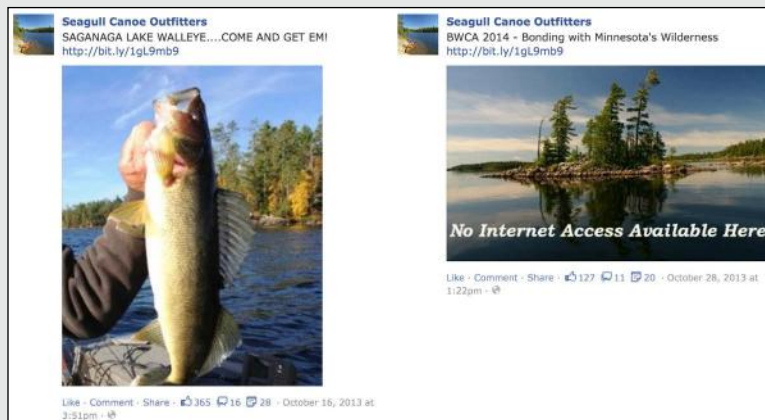 Seagull Canoe Outfitters
SAGANAGA LAKE WALLEYE....COME AND GET EM!
http://bit.ly/1gL9mb9
Like · Comment · Share · 365 16 28 · October 16, 2013 at
3:51pm ·
Seagull Canoe Outfitters
BWCA 2014 - Bonding with Minnesota's Wilderness
http://bit.ly/1gL9mb9
No Internet Access Available Here
Like · Comment · Share · 127 11 20 · October 28, 2013 at
1:22pm ·